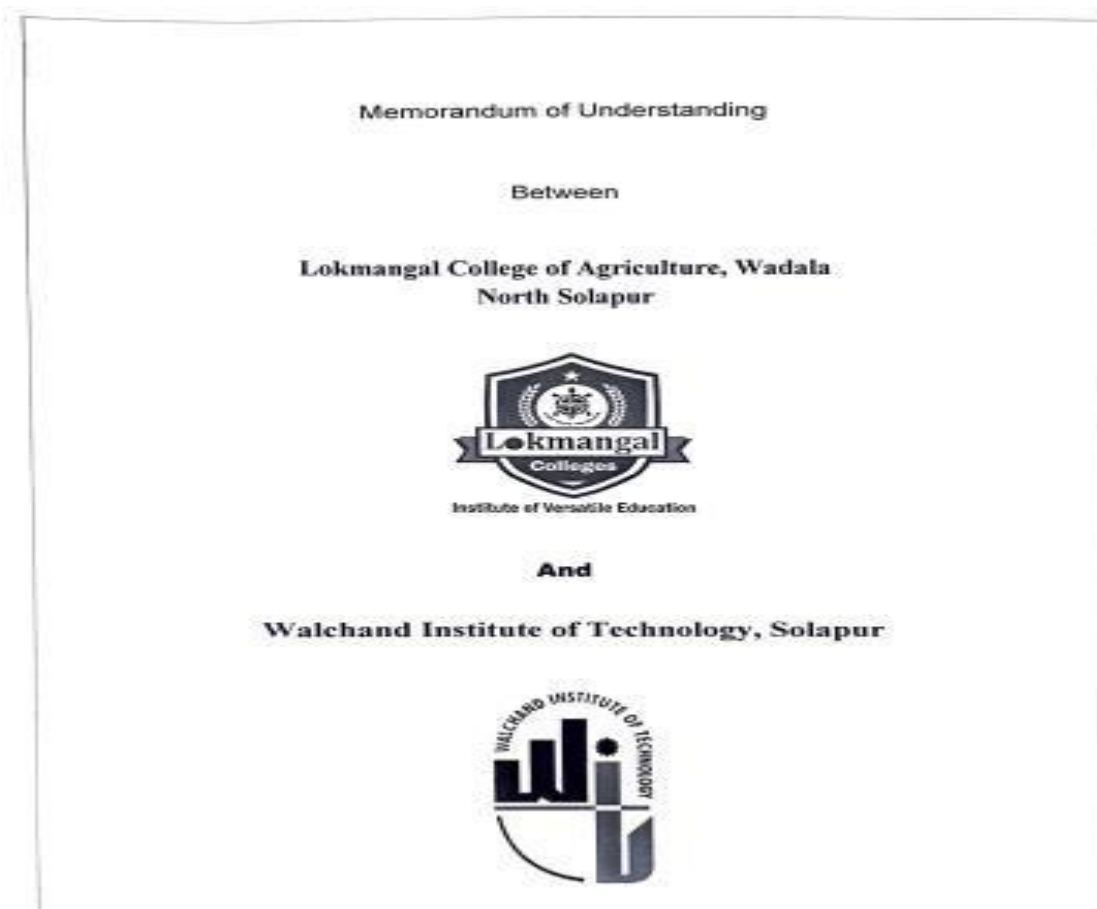 Memorandum of Understanding
Between
Lokmangal College of Agriculture, Wadala
North Solapur
Lokmangal
Colleges
Institute of Versatile Education
And
Walchand Institute of Technology, Solapur
WALCHAND INSTITUTE OF TECHNOLOGY
wit